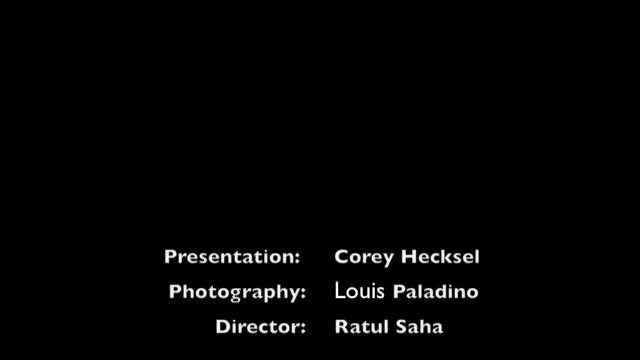 Presentation: Corey Hecksel
Photography: Louis Paladino
Director: Ratul Saha